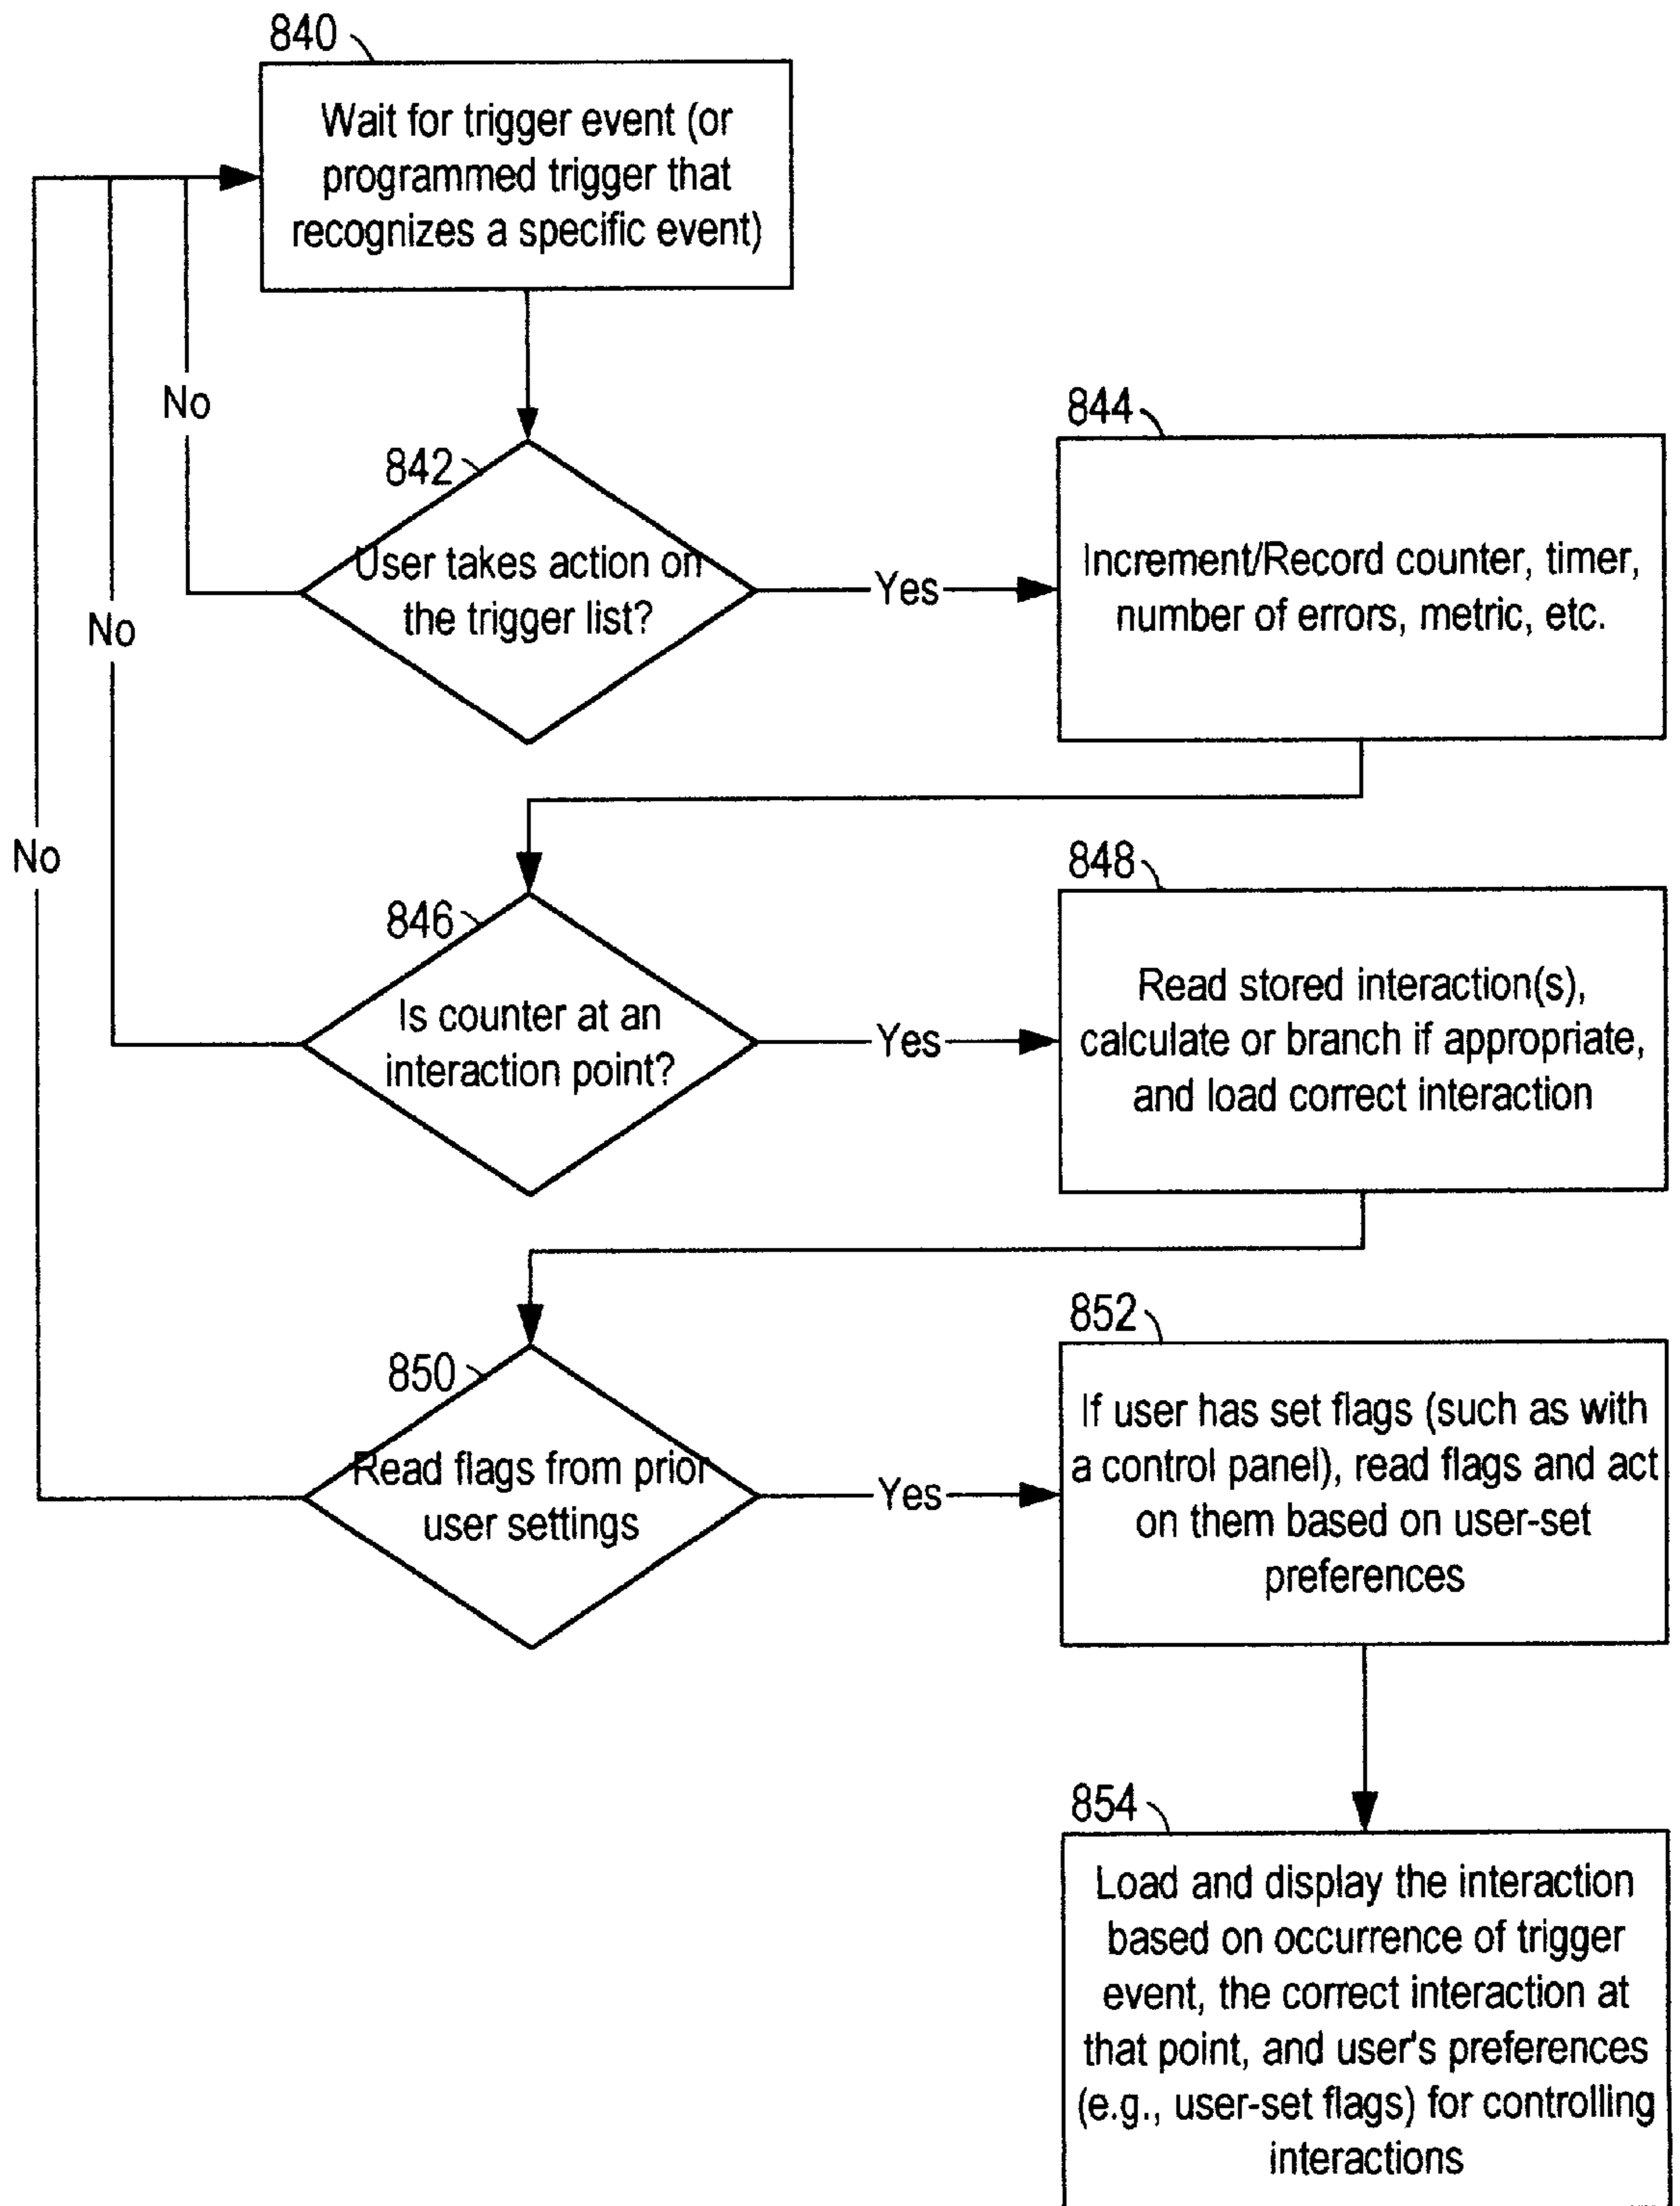 840
Wait for trigger event (or
programmed trigger that
recognizes a specific event)
No
842
User takes action on
the trigger list?
Yes
844
Increment/Record counter, timer,
number of errors, metric, etc.
No
846
Is counter at an
interaction point?
Yes
848
Read stored interaction(s),
calculate or branch if appropriate,
and load correct interaction
No
850
Read flags from prior
user settings
Yes
852
If user has set flags (such as with
a control panel), read flags and act
on them based on user-set
preferences
854
Load and display the interaction
based on occurrence of trigger
event, the correct interaction at
that point, and user's preferences
(e.g., user-set flags) for controlling
interactions